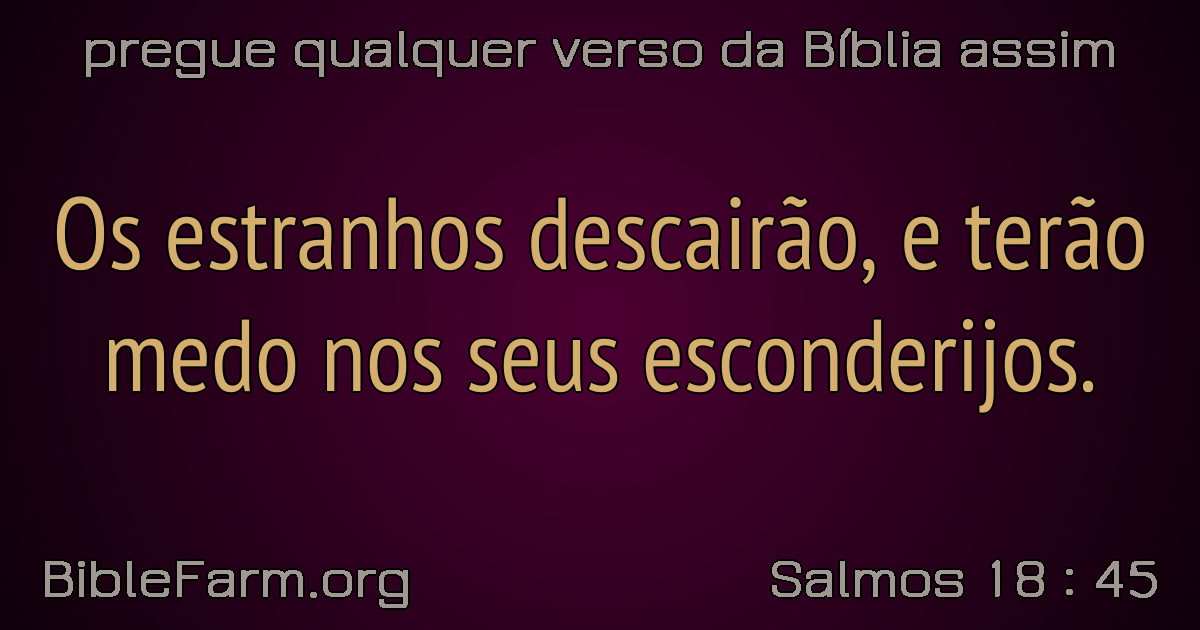 pregue qualquer verso da Bíblia assim
Os estranhos descairão, e terão
medo nos seus esconderijos.
BibleFarm.org
Salmos 18 : 45